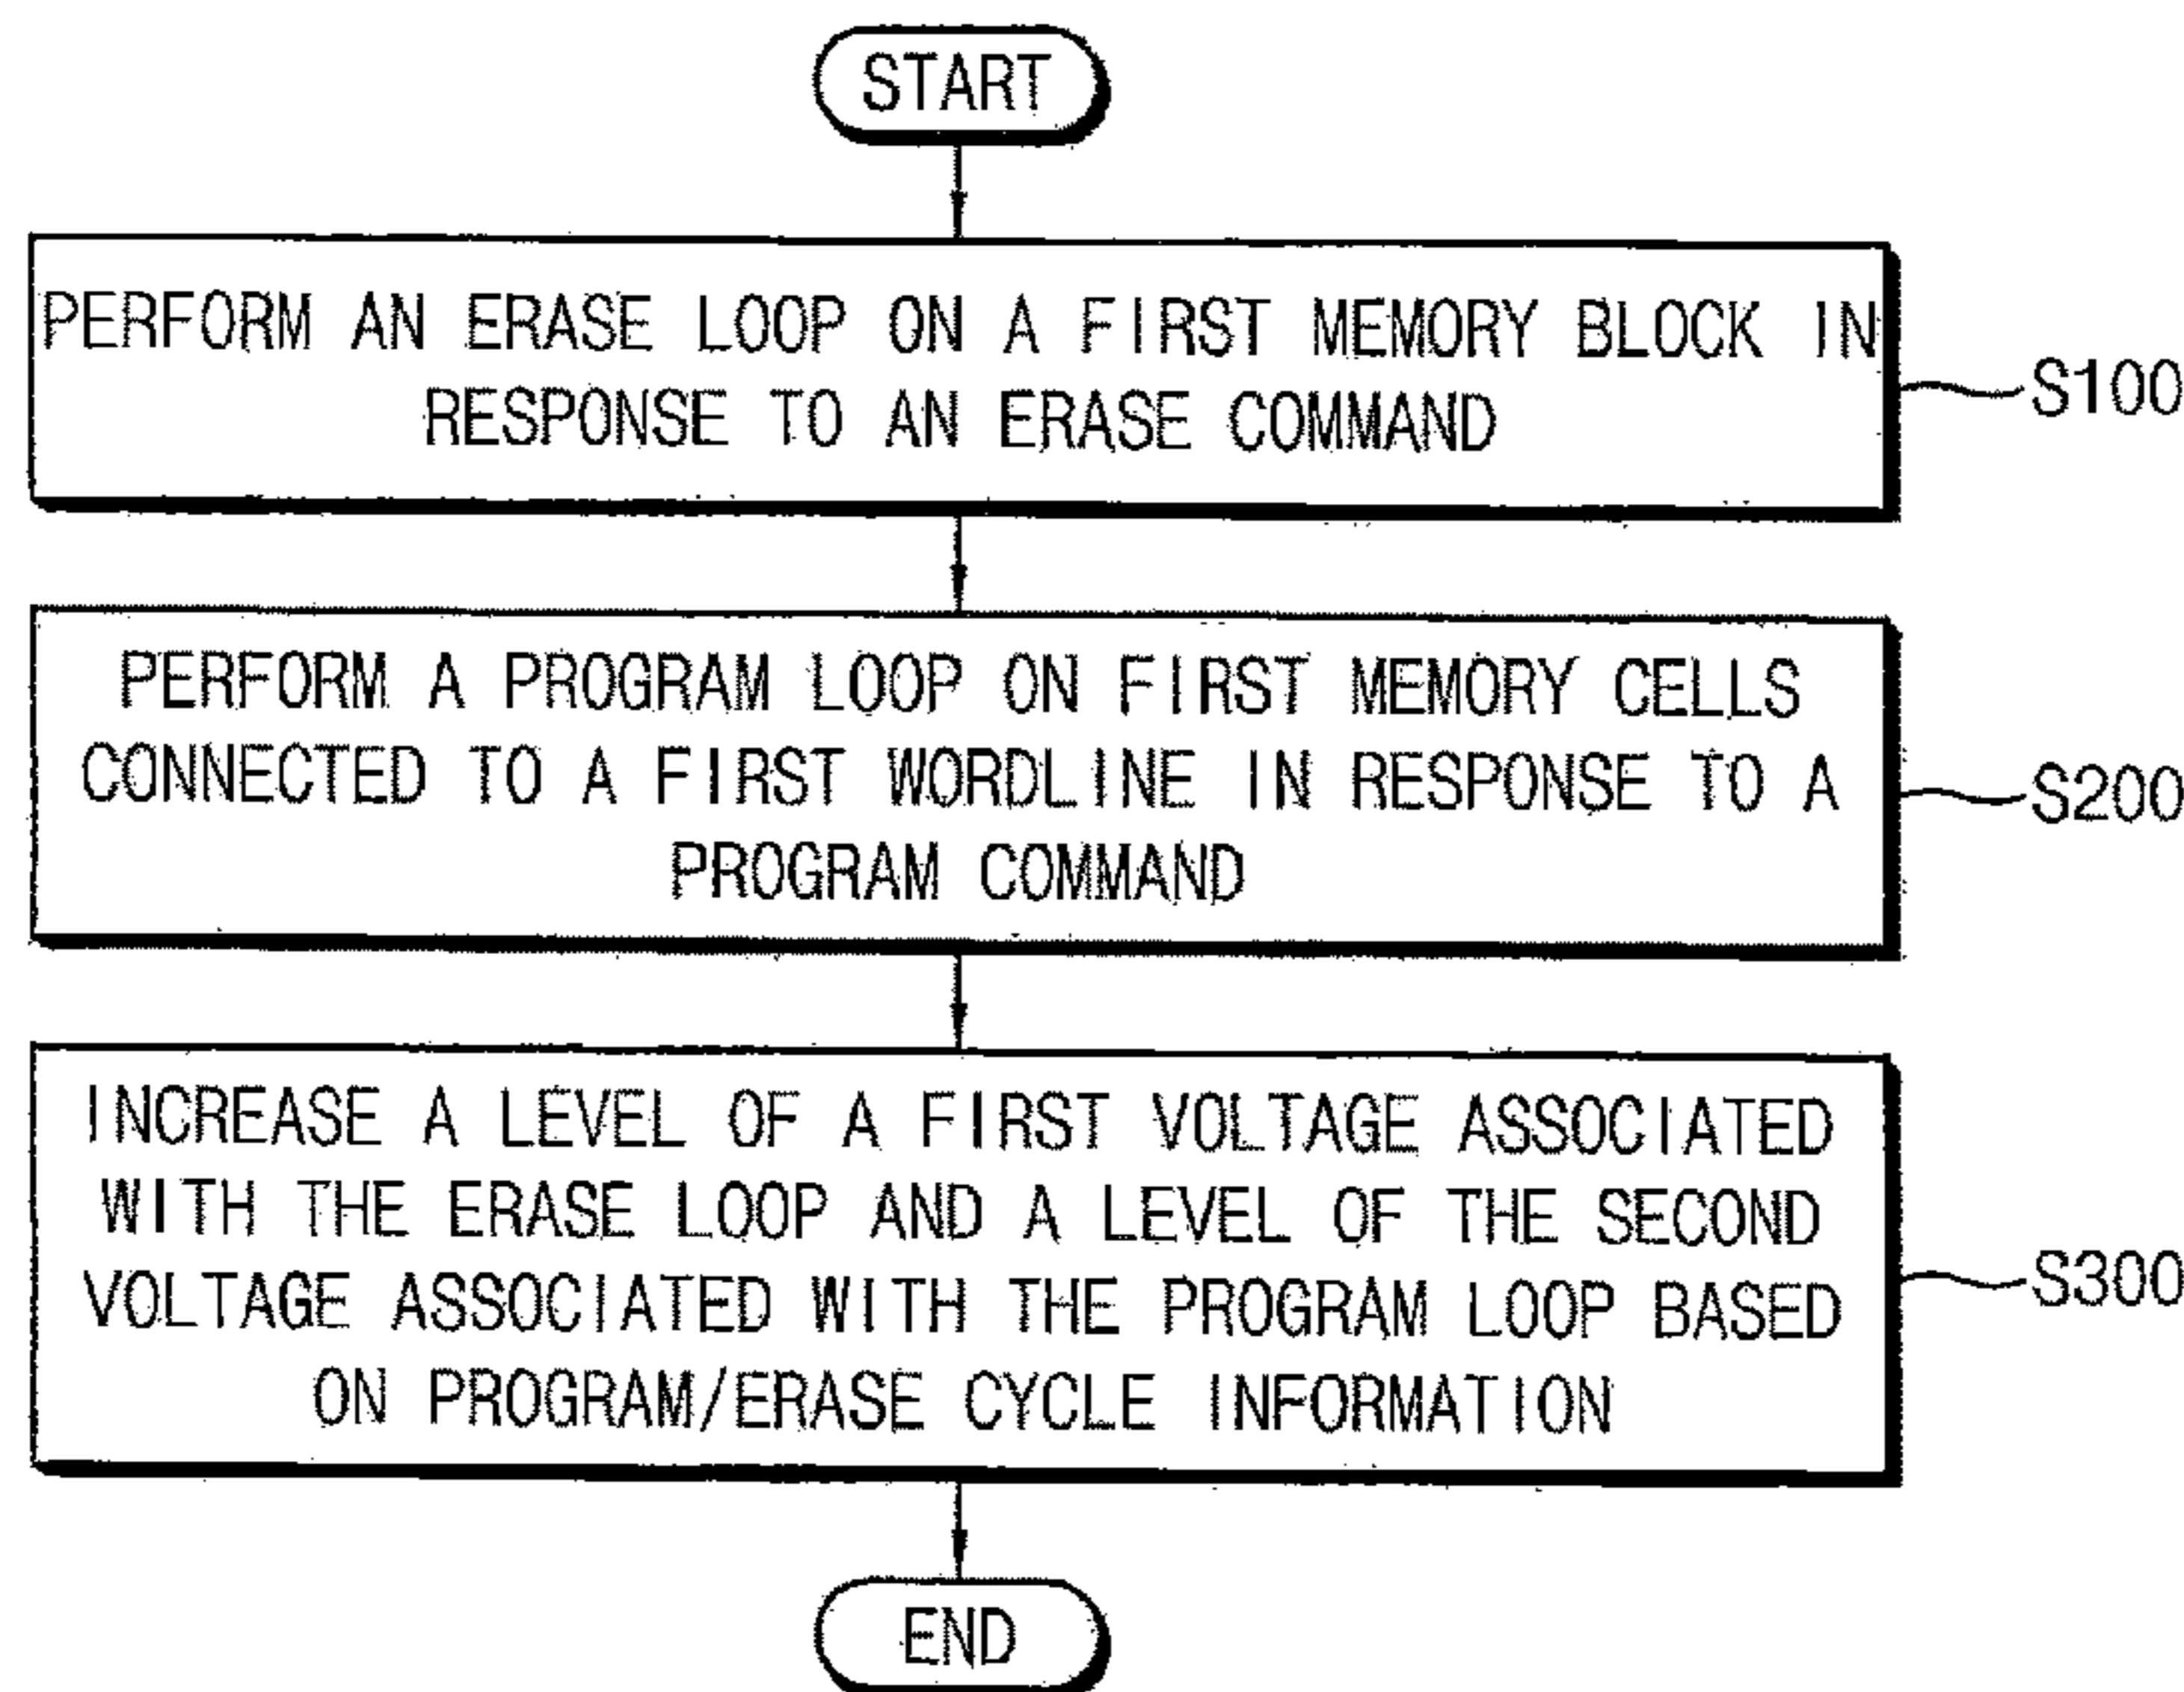 START
PERFORM AN ERASE LOOP ON A FIRST MEMORY BLOCK IN
RESPONSE TO AN ERASE COMMAND
S100
PERFORM A PROGRAM LOOP ON FIRST MEMORY CELLS
CONNECTED TO A FIRST WORDLINE IN RESPONSE TO A
PROGRAM COMMAND
S200
INCREASE A LEVEL OF A FIRST VOLTAGE ASSOCIATED
WITH THE ERASE LOOP AND A LEVEL OF THE SECOND
VOLTAGE ASSOCIATED WITH THE PROGRAM LOOP BASED
ON PROGRAM/ERASE CYCLE INFORMATION
S300
END